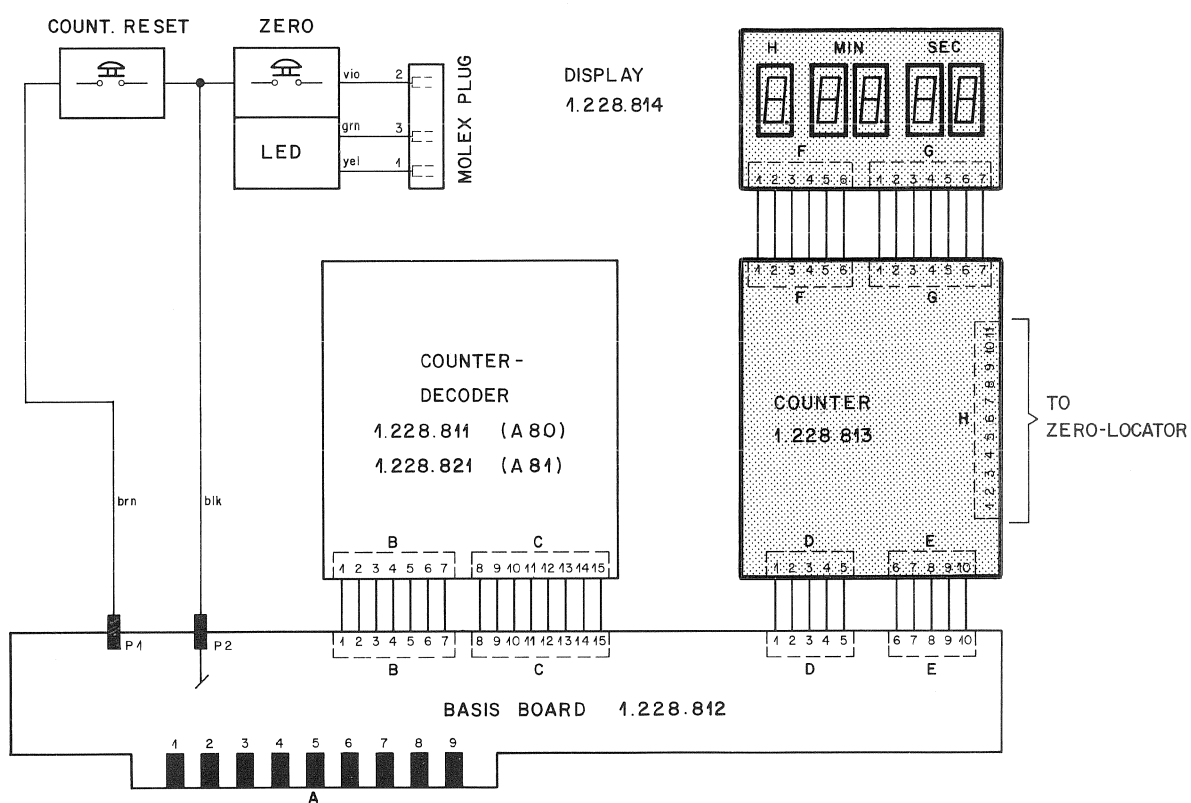 COUNT. RESET
ZERO
vio 2
grn 3
yel 1
LED
MOLEX PLUG
DISPLAY
1.228.814
H MIN SEC
F G
1 2 3 4 5 6 1 2 3 4 5 6 7
1 2 3 4 5 6 1 2 3 4 5 6 7
F G
COUNTER-
DECODER
1.228.811 (A80)
1.228.821 (A81)
COUNTER
1.228.813
H
1 2 3 4 5 6 7 8 9 10 11
TO
ZERO-LOCATOR
brn
blk
B C
1 2 3 4 5 6 7 8 9 10 11 12 13 14 15
D E
1 2 3 4 5 6 7 8 9 10
P1
P2
1 2 3 4 5 6 7 8 9 10 11 12 13 14 15
B C
1 2 3 4 5 6 7 8 9 10
D E
BASIS BOARD 1.228.812
1 2 3 4 5 6 7 8 9
A